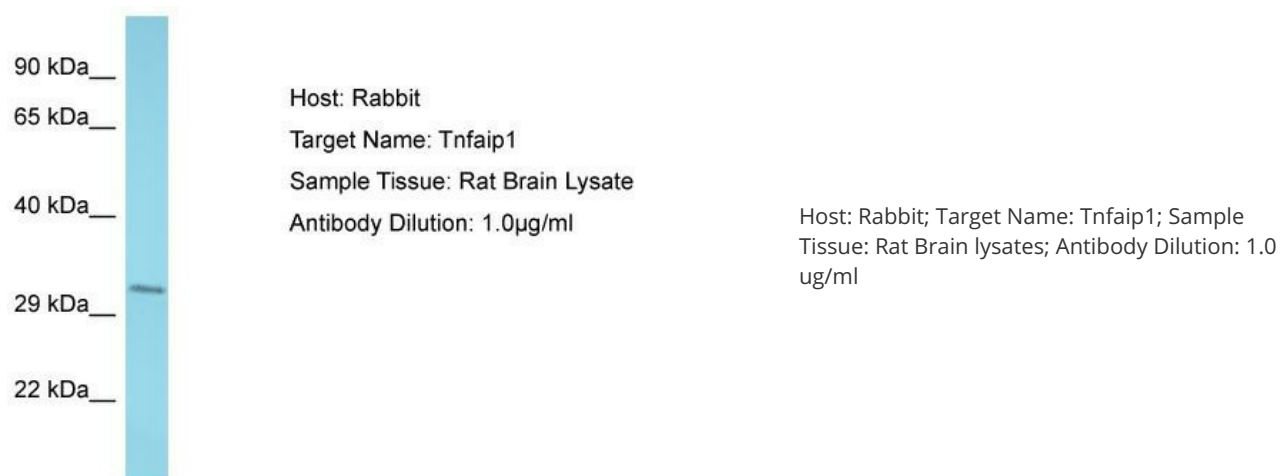 90 kDa__
65 kDa__
40 kDa__
29 kDa__
22 kDa__
Host: Rabbit
Target Name: Tnfaip1
Sample Tissue: Rat Brain Lysate
Antibody Dilution: 1.0µg/ml
Host: Rabbit; Target Name: Tnfaip1; Sample
Tissue: Rat Brain lysates; Antibody Dilution: 1.0
ug/ml